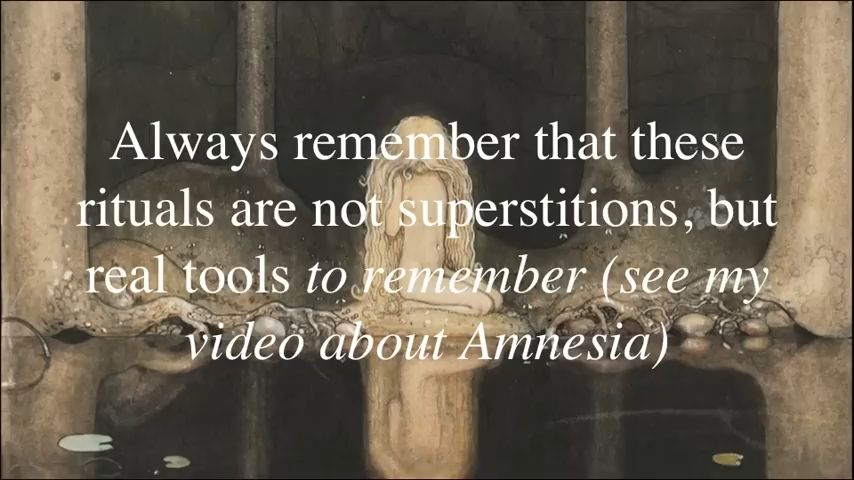 Always remember that these
rituals are not superstitions, but
real tools to remember (see my
video about Amnesia)